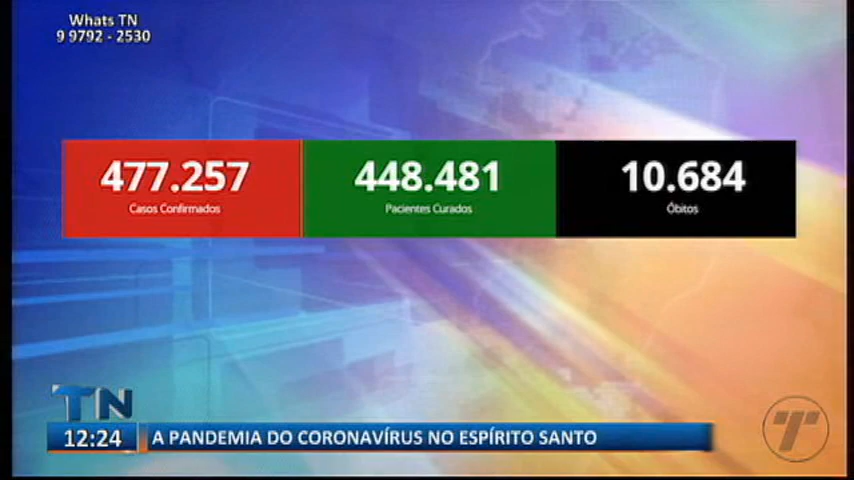 Whats TN
9 9792 - 2530
477.257
Casos Confirmados
448.481
Pacientes Curados
10.684
Óbitos
TN
12:24
A PANDEMIA DO CORONAVÍRUS NO ESPÍRITO SANTO
T